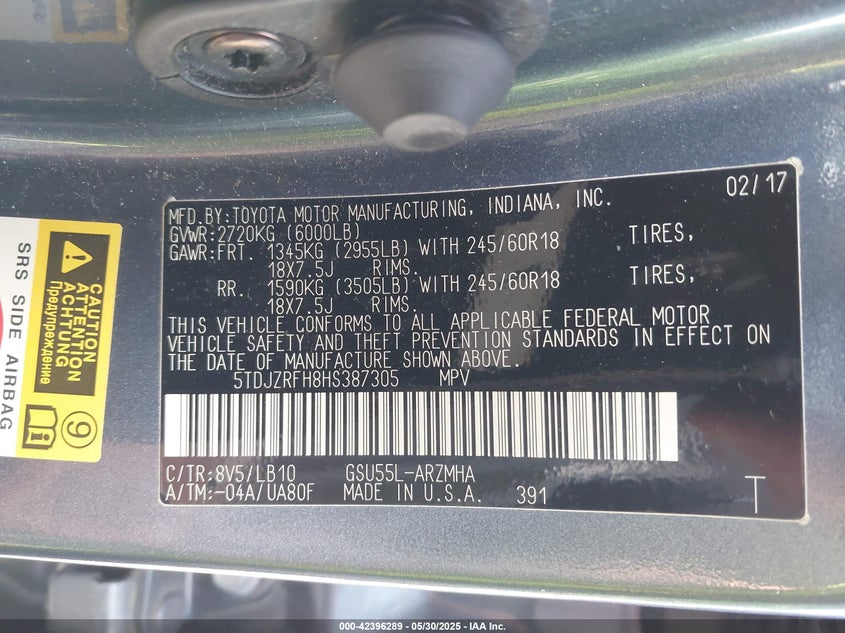 02/17
MFD.BY:TOYOTA MOTOR MANUFACTURING, INDIANA, INC.
GVWR:2720KG (6000LB)
GAWR:FRT. 1345KG (2955LB) WITH 245/60R18 TIRES,
18X7.5J RIMS.
RR. 1590KG (3505LB) WITH 245/60R18 TIRES,
18X7.5J RIMS.
THIS VEHICLE CONFORMS TO ALL APPLICABLE FEDERAL MOTOR
VEHICLE SAFETY AND THEFT PREVENTION STANDARDS IN EFFECT ON
THE DATE OF MANUFACTURE SHOWN ABOVE.
5TDJZRFH8HS387305 MPV
C/TR:8V5/LB10 GSU55L-ARZMHA
A/TM:-04A/UA80F MADE IN U.S.A. 391 T
CAUTION
ATTENTION
ACHTUNG
Предупреждение
9
SRS SIDE AIRBAG
000-42396289 - 05/30/2025 - IAA Inc.